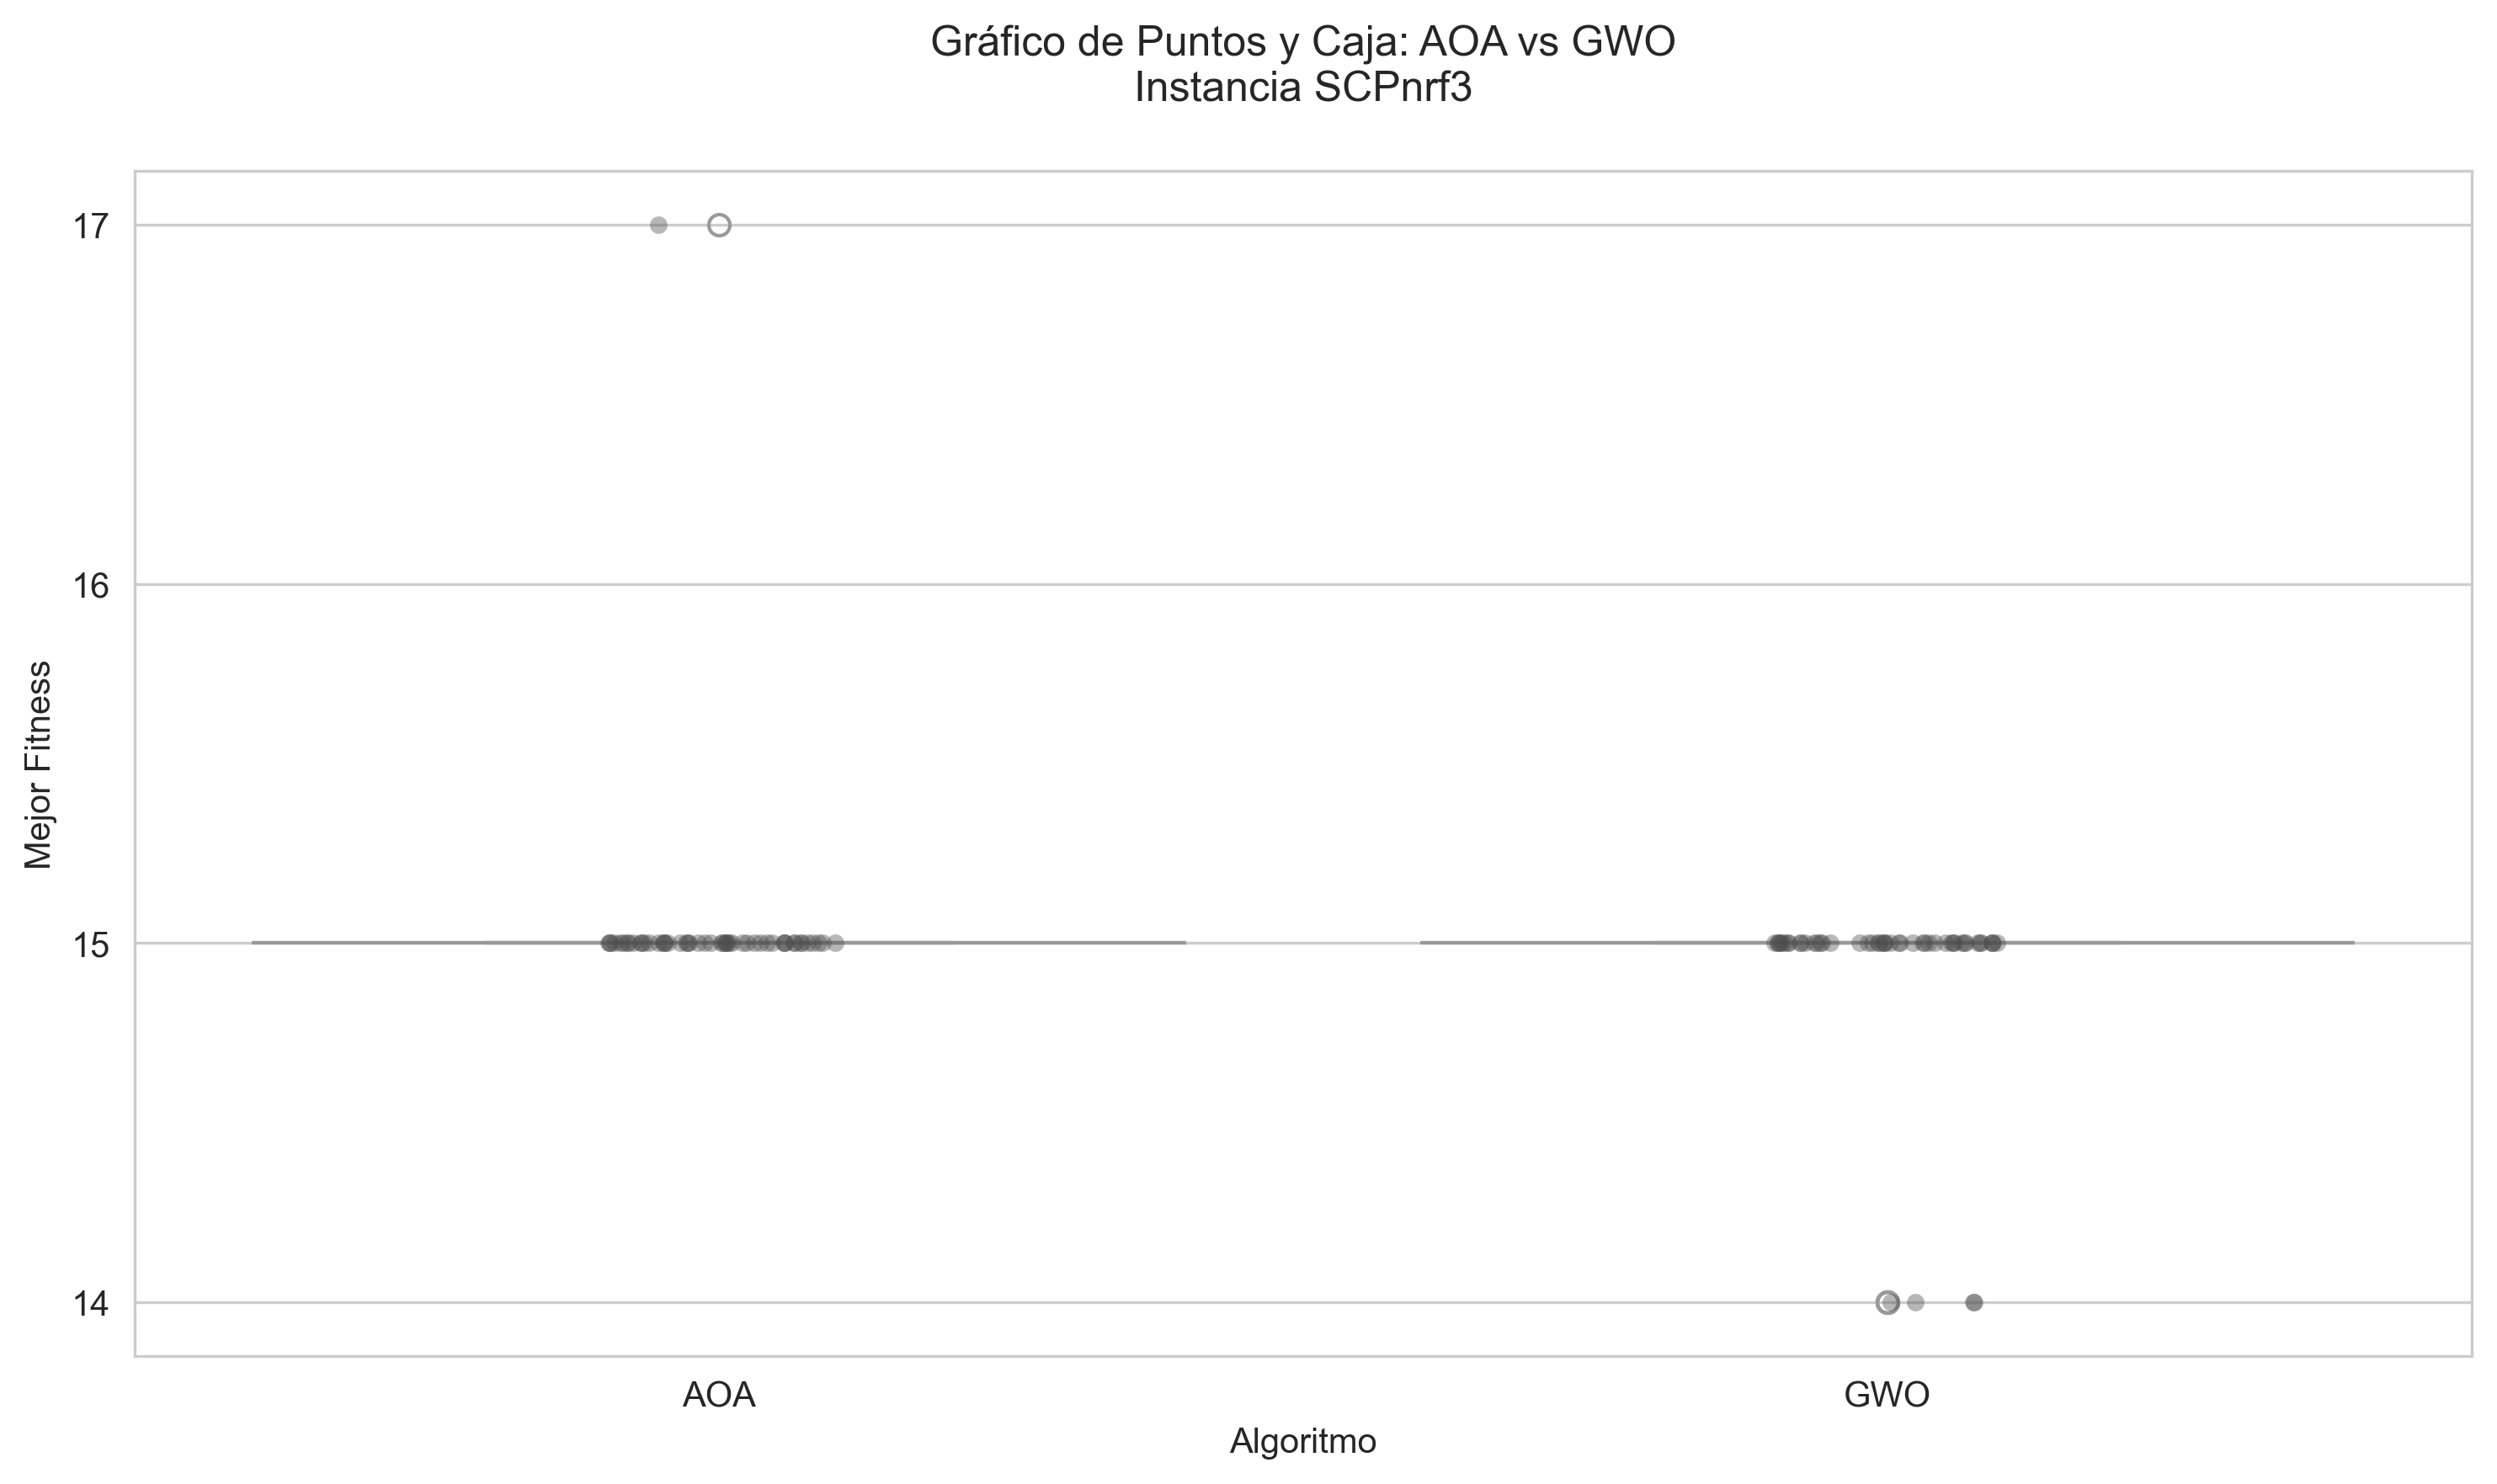 Gráfico de Puntos y Caja: AOA vs GWO
Instancia SCPnrf3
17
16
15
14
Mejor Fitness
AOA
GWO
Algoritmo